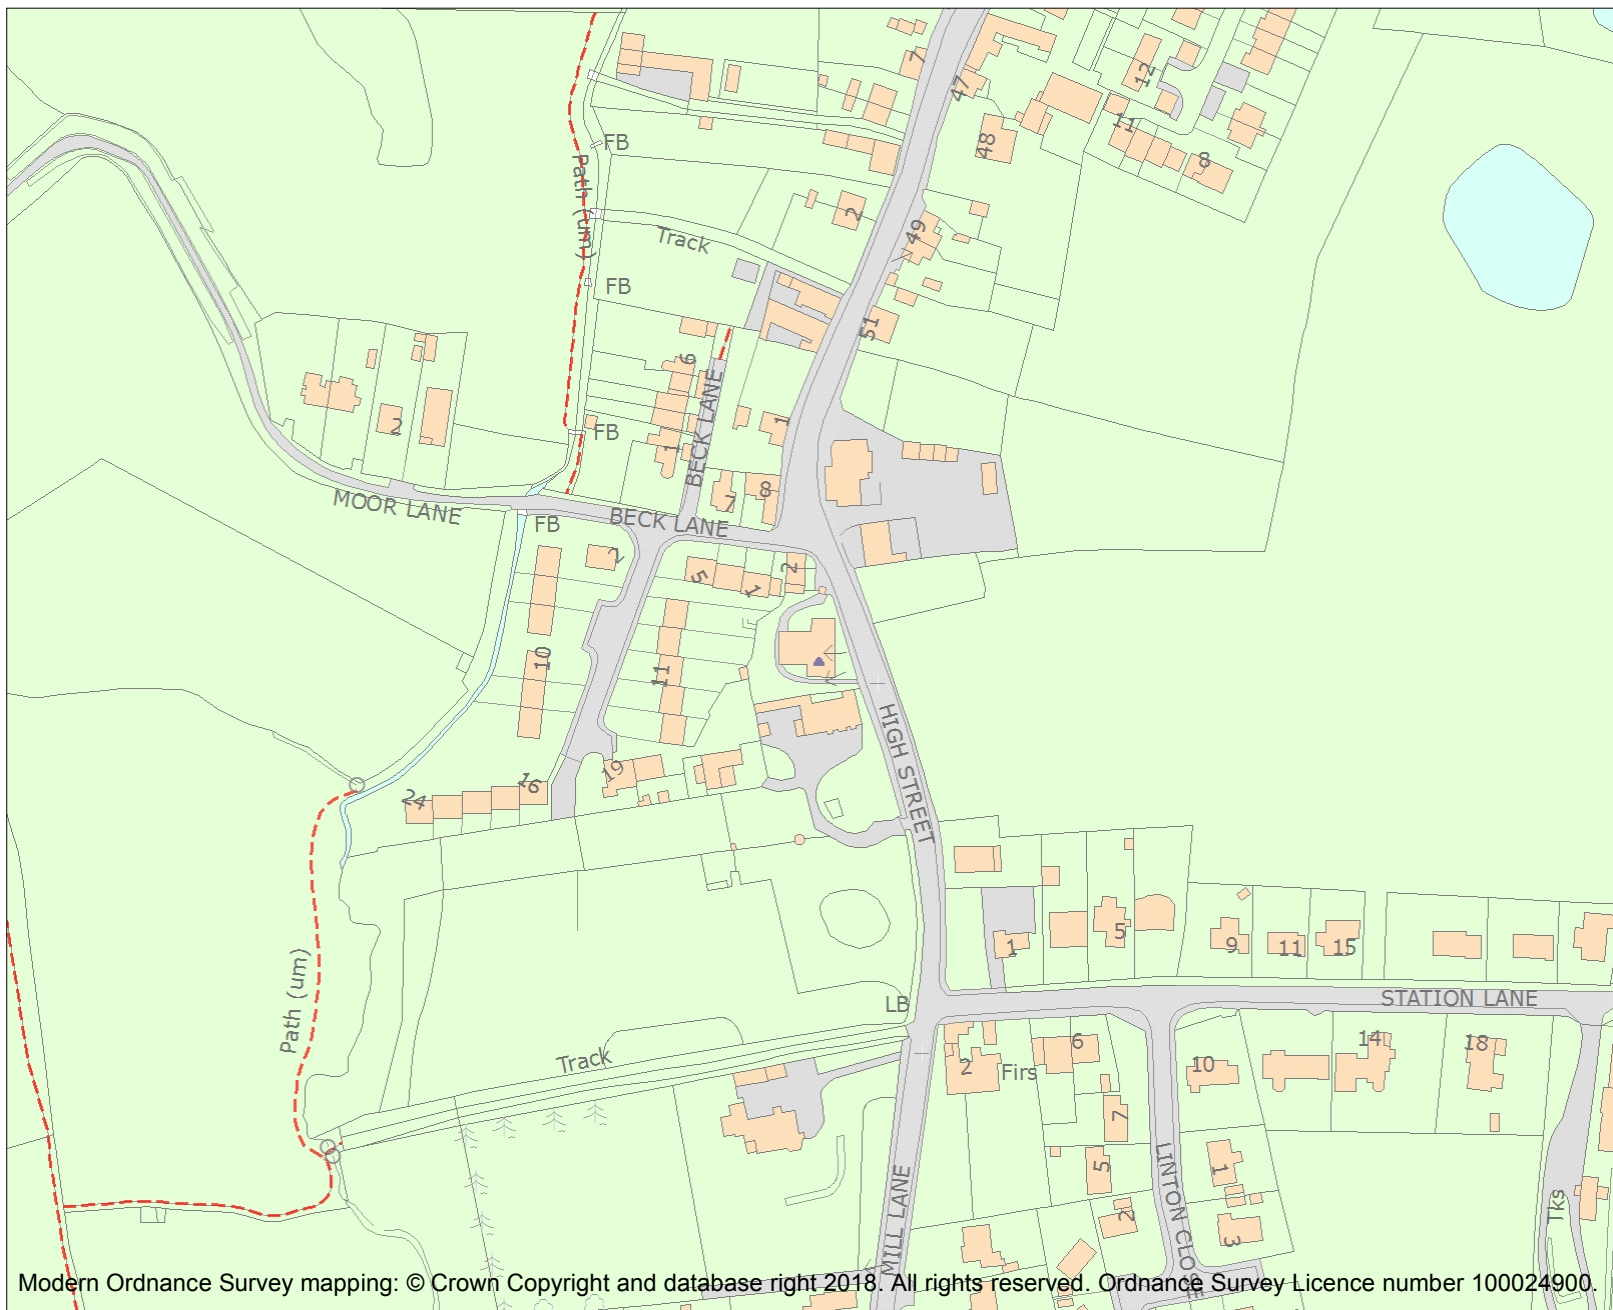 7
47
12
48
11
8
FB
Path (um)
2
49
Track
FB
51
6
2
FB
1
1
BECK LANE
MOOR LANE
7
8
FB
BECK LANE
2
5
1
2
10
11
HIGH STREET
19
16
24
5
1
9
11
15
Path (um)
LB
STATION LANE
Track
2
Firs
6
10
14
18
7
5
1
LINTON CLOSE
2
3
MILL LANE
Tks
Modern Ordnance Survey mapping: © Crown Copyright and database right 2018. All rights reserved. Ordnance Survey Licence number 100024900.